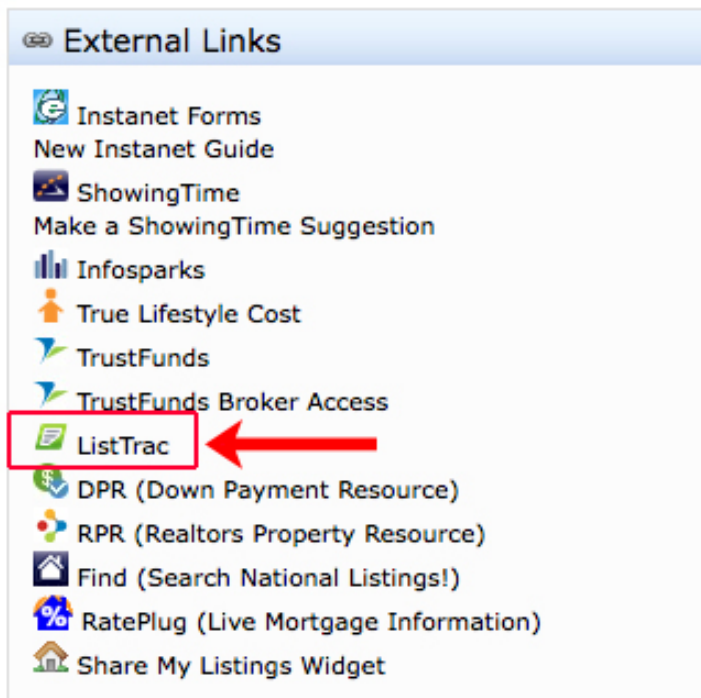 External Links
Instanet Forms
New Instanet Guide
ShowingTime
Make a ShowingTime Suggestion
Infosparks
True Lifestyle Cost
TrustFunds
TrustFunds Broker Access
ListTrac
DPR (Down Payment Resource)
RPR (Realtors Property Resource)
Find (Search National Listings!)
RatePlug (Live Mortgage Information)
Share My Listings Widget